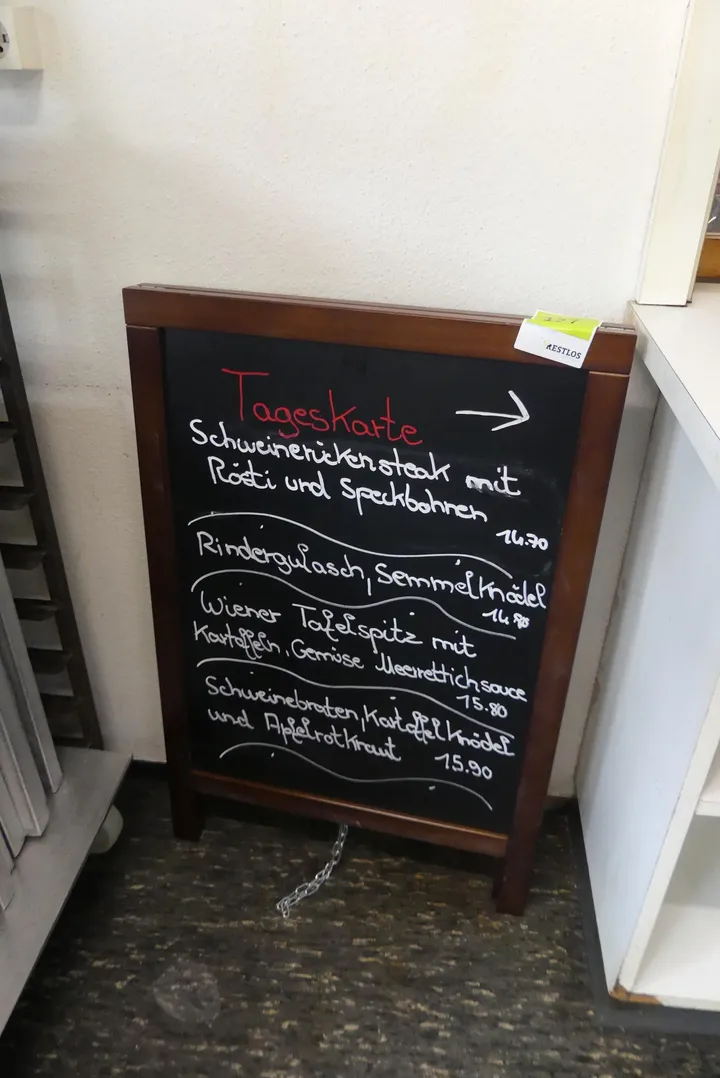 RESTLOS
Tageskarte
Schweinerückensteak mit
Rösti und Speckbohnen
14.70
Rindergulasch, Semmelknödel
Wiener Tafelspitz mit
Kartoffeln, Gemüse Meerrettichsauce
15.80
Schweinebraten, Kartoffelknödel
und Apfelrotkraut 15.90